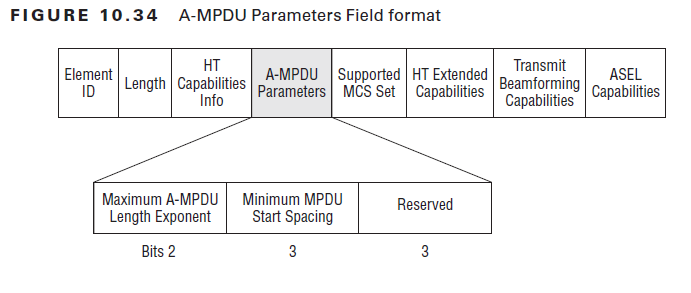 FIGURE 10.34 A-MPDU Parameters Field format
Element
ID
Length
HT
Capabilities
Info
A-MPDU
Parameters
Supported
MCS Set
HT Extended
Capabilities
Transmit
Beamforming
Capabilities
ASEL
Capabilities
Maximum A-MPDU
Length Exponent
Minimum MPDU
Start Spacing
Reserved
Bits 2
3
3